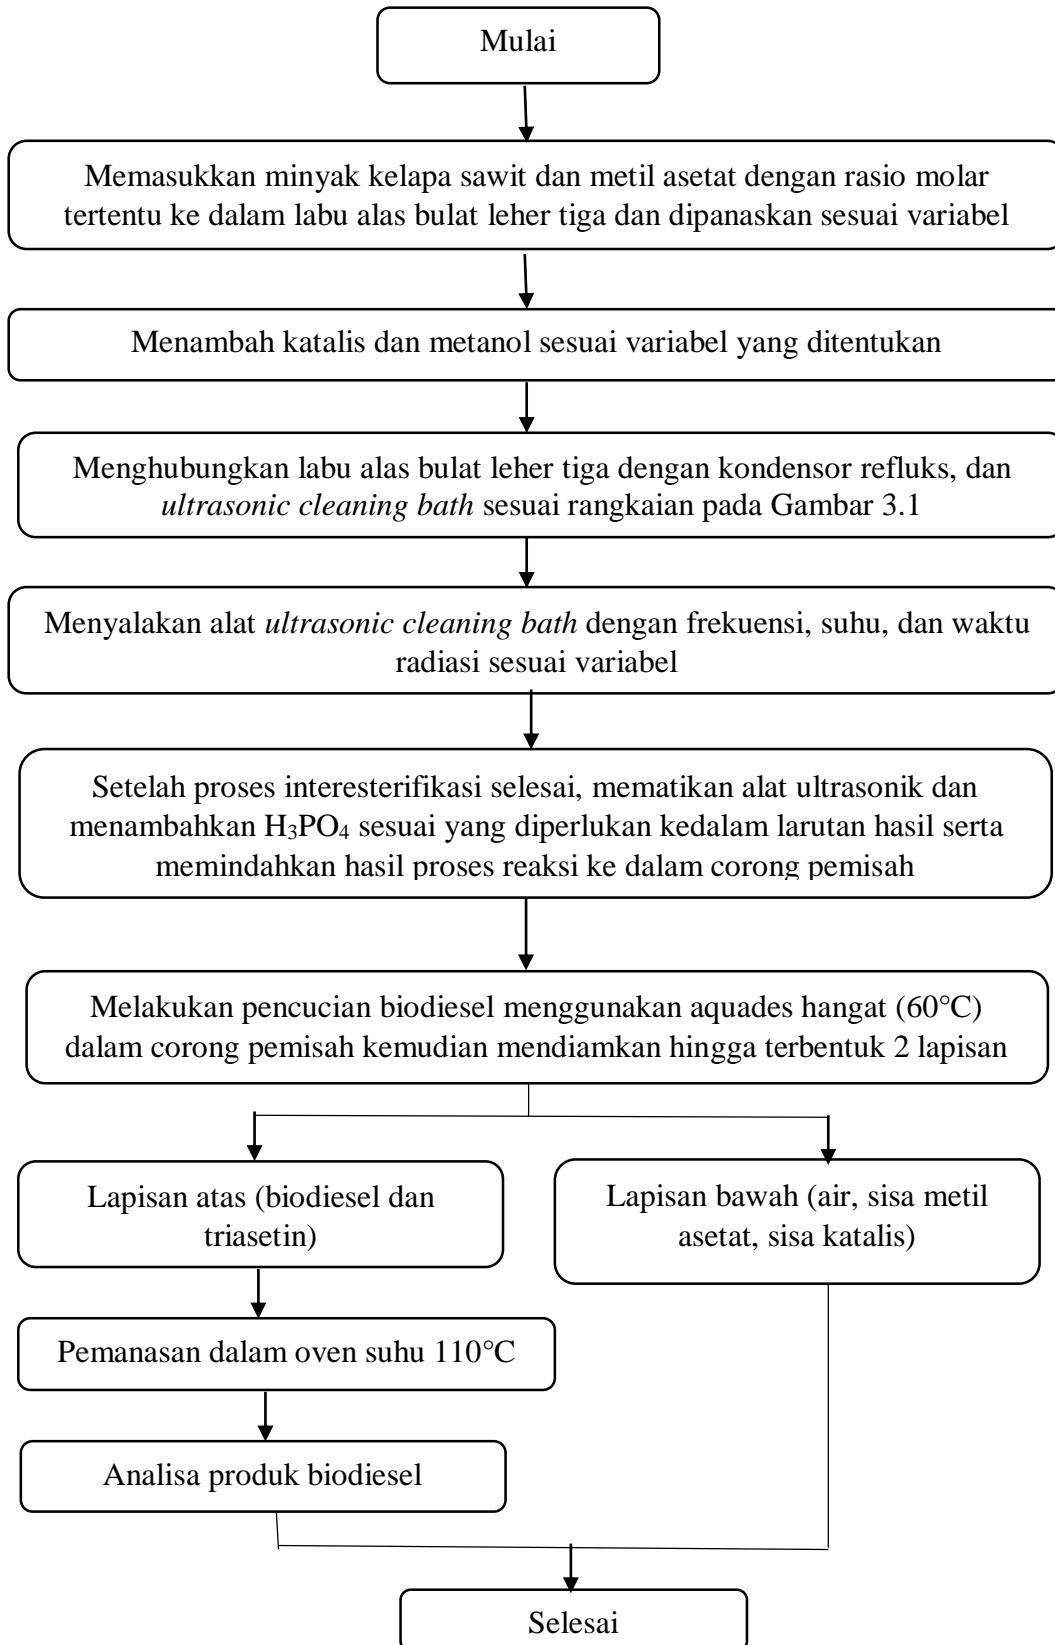 Mulai
Memasukkan minyak kelapa sawit dan metil asetat dengan rasio molar
tertentu ke dalam labu alas bulat leher tiga dan dipanaskan sesuai variabel
Menambah katalis dan metanol sesuai variabel yang ditentukan
Menghubungkan labu alas bulat leher tiga dengan kondensor refluks, dan
ultrasonic cleaning bath sesuai rangkaian pada Gambar 3.1
Menyalakan alat ultrasonic cleaning bath dengan frekuensi, suhu, dan waktu
radiasi sesuai variabel
Setelah proses interesterifikasi selesai, mematikan alat ultrasonik dan
menambahkan H₃PO₄ sesuai yang diperlukan kedalam larutan hasil serta
memindahkan hasil proses reaksi ke dalam corong pemisah
Melakukan pencucian biodiesel menggunakan aquades hangat (60°C)
dalam corong pemisah kemudian mendiamkan hingga terbentuk 2 lapisan
Lapisan atas (biodiesel dan
triasetin)
Lapisan bawah (air, sisa metil
asetat, sisa katalis)
Pemanasan dalam oven suhu 110°C
Analisa produk biodiesel
Selesai